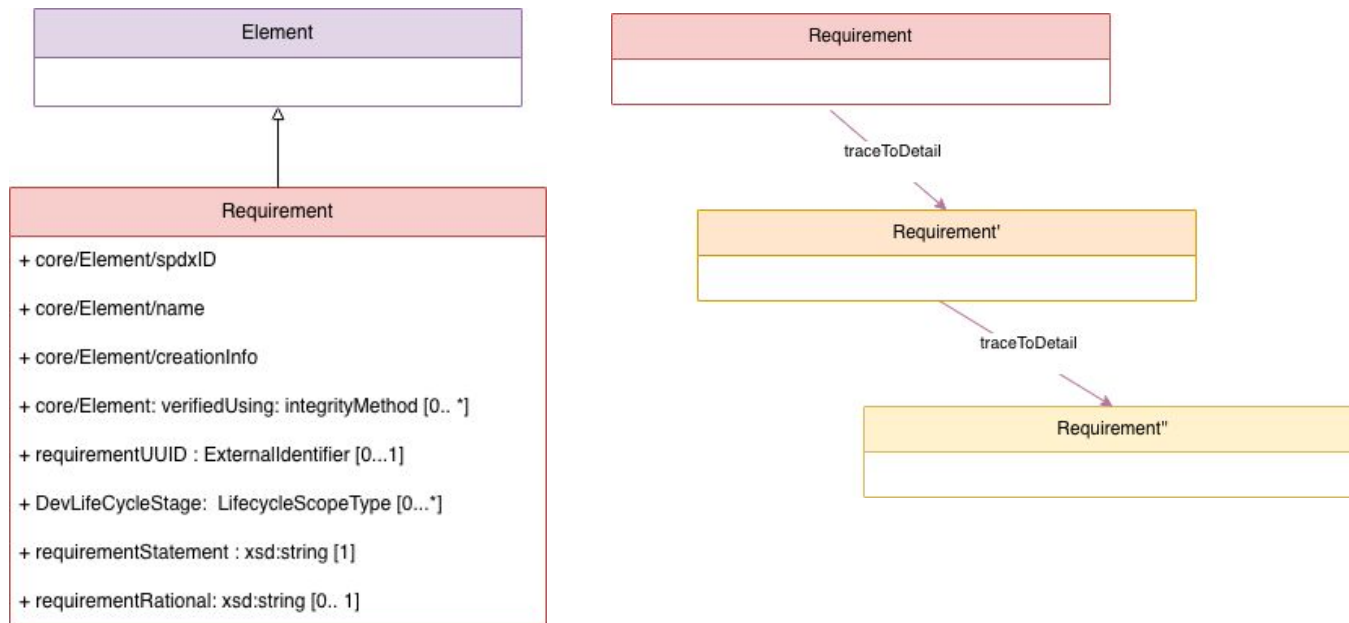 Element
Requirement
+ core/Element/spdxID
+ core/Element/name
+ core/Element/creationInfo
+ core/Element: verifiedUsing: integrityMethod [0.. *]
+ requirementUUID : ExternalIdentifier [0...1]
+ DevLifeCycleStage:  LifecycleScopeType [0...*]
+ requirementStatement : xsd:string [1]
+ requirementRational: xsd:string [0.. 1]
Requirement
traceToDetail
Requirement'
traceToDetail
Requirement"